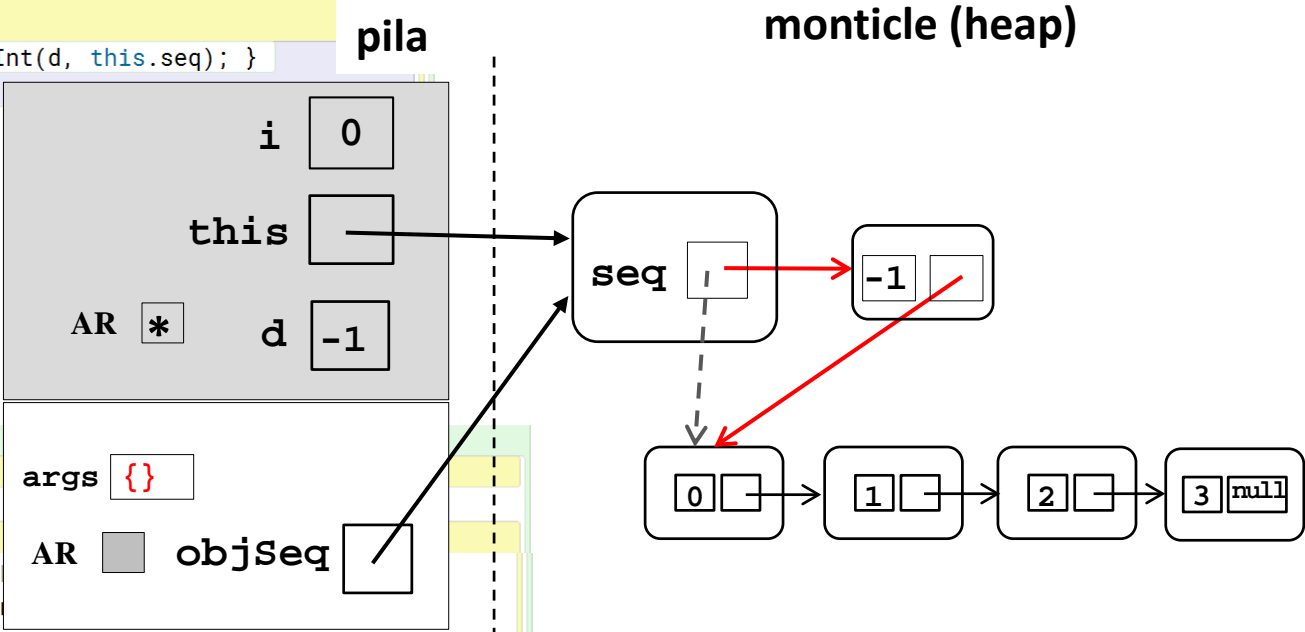 pila
monticle (heap)
Int(d, this.seq); }
i 0
this
AR * d -1
seq
-1
0 1 2 3 null
args {}
AR objSeq